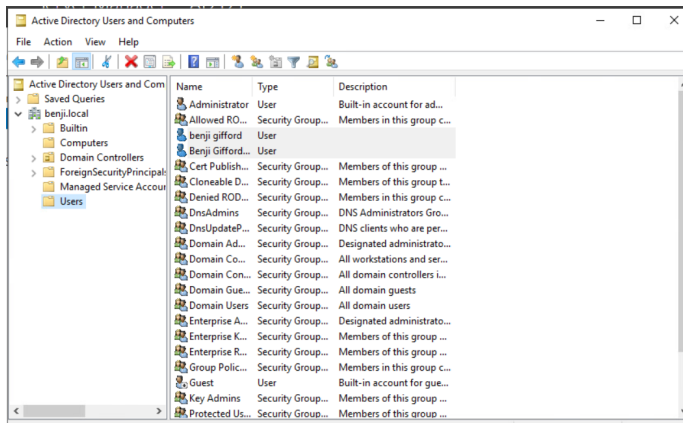 Active Directory Users and Computers
File Action View Help
Active Directory Users and Com
Saved Queries
benji.local
Builtin
Computers
Domain Controllers
ForeignSecurityPrincipals
Managed Service Accour
Users
Name Type Description
Administrator User Built-in account for ad...
Allowed RO... Security Group... Members in this group c...
benji gifford User
Benji Gifford... User
Cert Publish... Security Group... Members of this group ...
Cloneable D... Security Group... Members of this group t...
Denied ROD... Security Group... Members in this group c...
DnsAdmins Security Group... DNS Administrators Gro...
DnsUpdateP... Security Group... DNS clients who are per...
Domain Ad... Security Group... Designated administrato...
Domain Co... Security Group... All workstations and ser...
Domain Con... Security Group... All domain controllers i...
Domain Gue... Security Group... All domain guests
Domain Users Security Group... All domain users
Enterprise A... Security Group... Designated administrato...
Enterprise K... Security Group... Members of this group ...
Enterprise R... Security Group... Members of this group ...
Group Polic... Security Group... Members in this group c...
Guest User Built-in account for gue...
Key Admins Security Group... Members of this group ...
Protected Us... Security Group... Members of this group ...